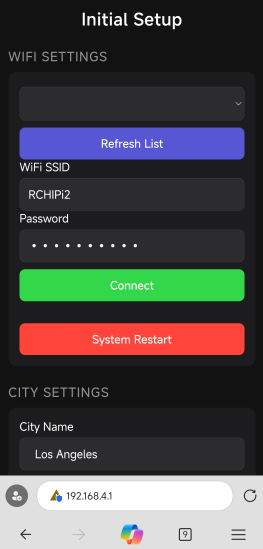 Initial Setup
WIFI SETTINGS
Refresh List
WiFi SSID
RCHIPi2
Password
Connect
System Restart
CITY SETTINGS
City Name
Los Angeles
192.168.4.1
9